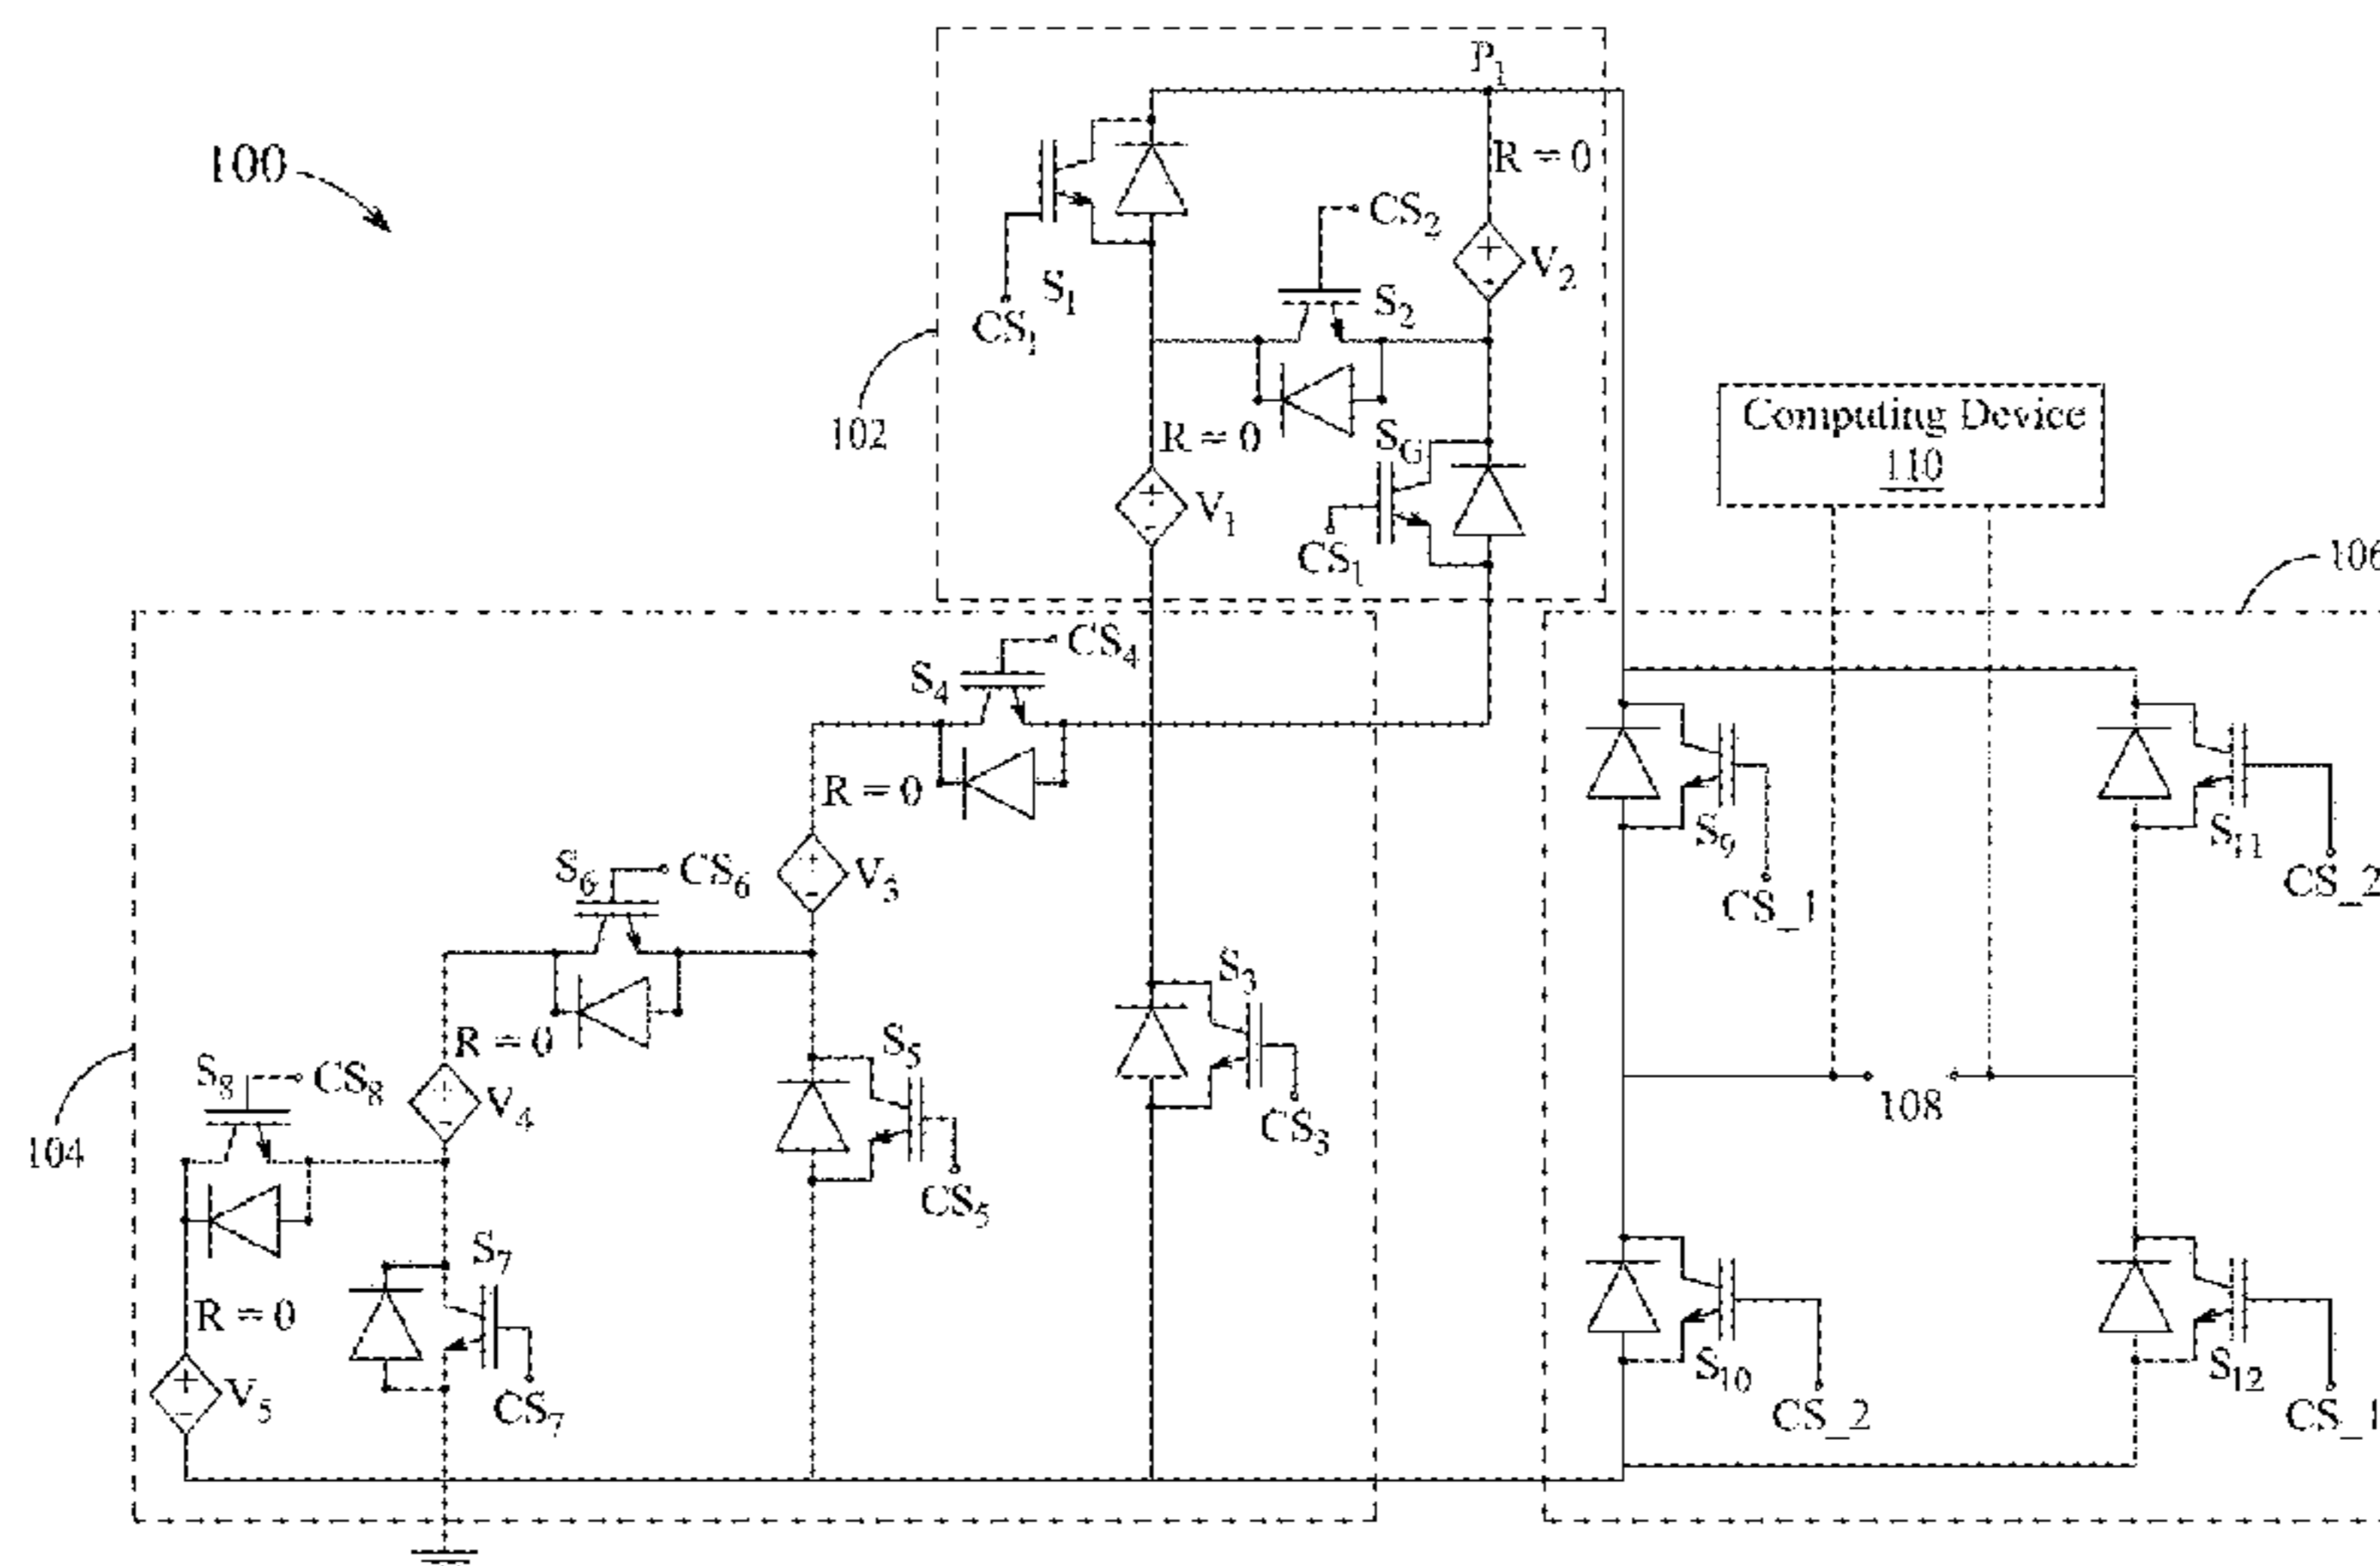 P₁
100
R = 0
CS₂
V₂
S₁
S₂
CS₁
102
R = 0
S_G
V₁
CS₁
Computing Device
110
106
CS₄
S₄
R = 0
S₉
S₁₁
S₆
CS₆
V₃
CS_1
CS_2
S₃
R = 0
S₅
S₈
CS₈
V₄
108
CS₃
104
CS₅
S₇
R = 0
S₁₀
S₁₂
V₅
CS₇
CS_2
CS_1